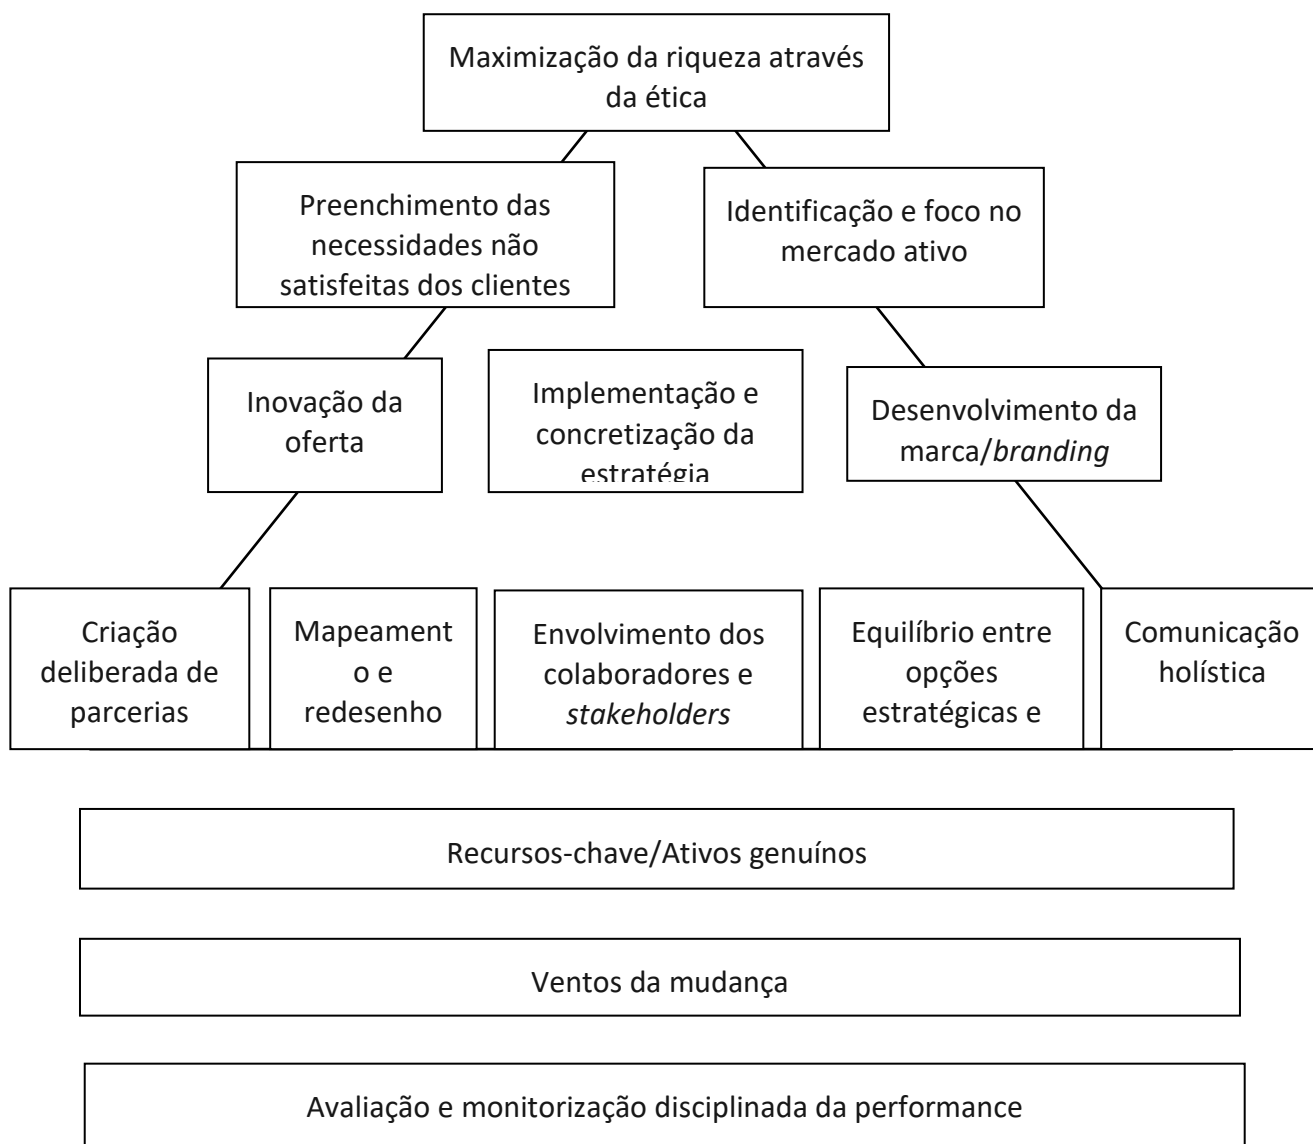 Maximização da riqueza através
da ética
Preenchimento das
necessidades não
satisfeitas dos clientes
Identificação e foco no
mercado ativo
Inovação da
oferta
Implementação e
concretização da
estratégia
Desenvolvimento da
marca/branding
Criação
deliberada de
parcerias
Mapeament
o e
redesenho
Envolvimento dos
colaboradores e
stakeholders
Equilíbrio entre
opções
estratégicas e
Comunicação
holística
Recursos-chave/Ativos genuínos
Ventos da mudança
Avaliação e monitorização disciplinada da performance